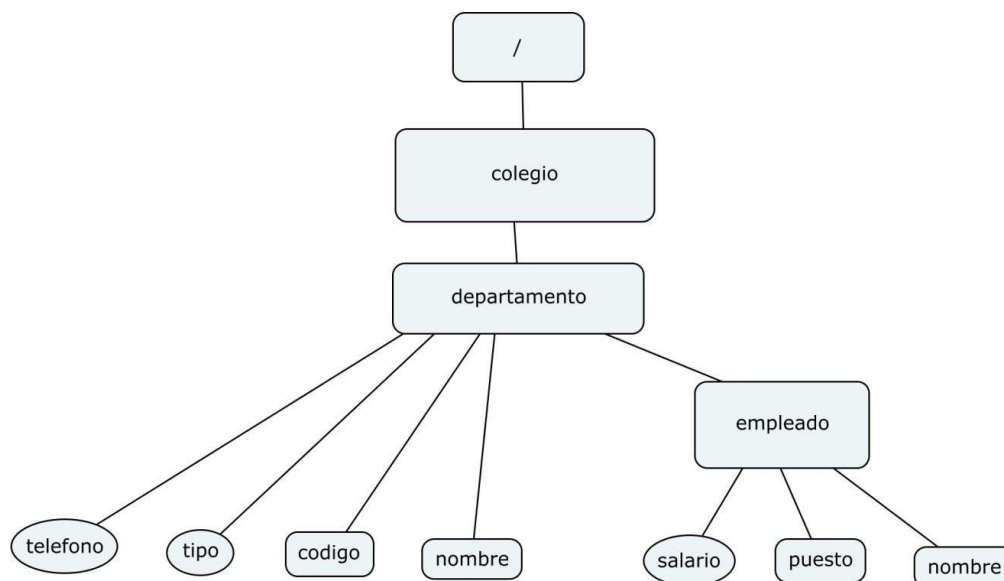 /
colegio
departamento
empleado
telefono
tipo
codigo
nombre
salario
puesto
nombre